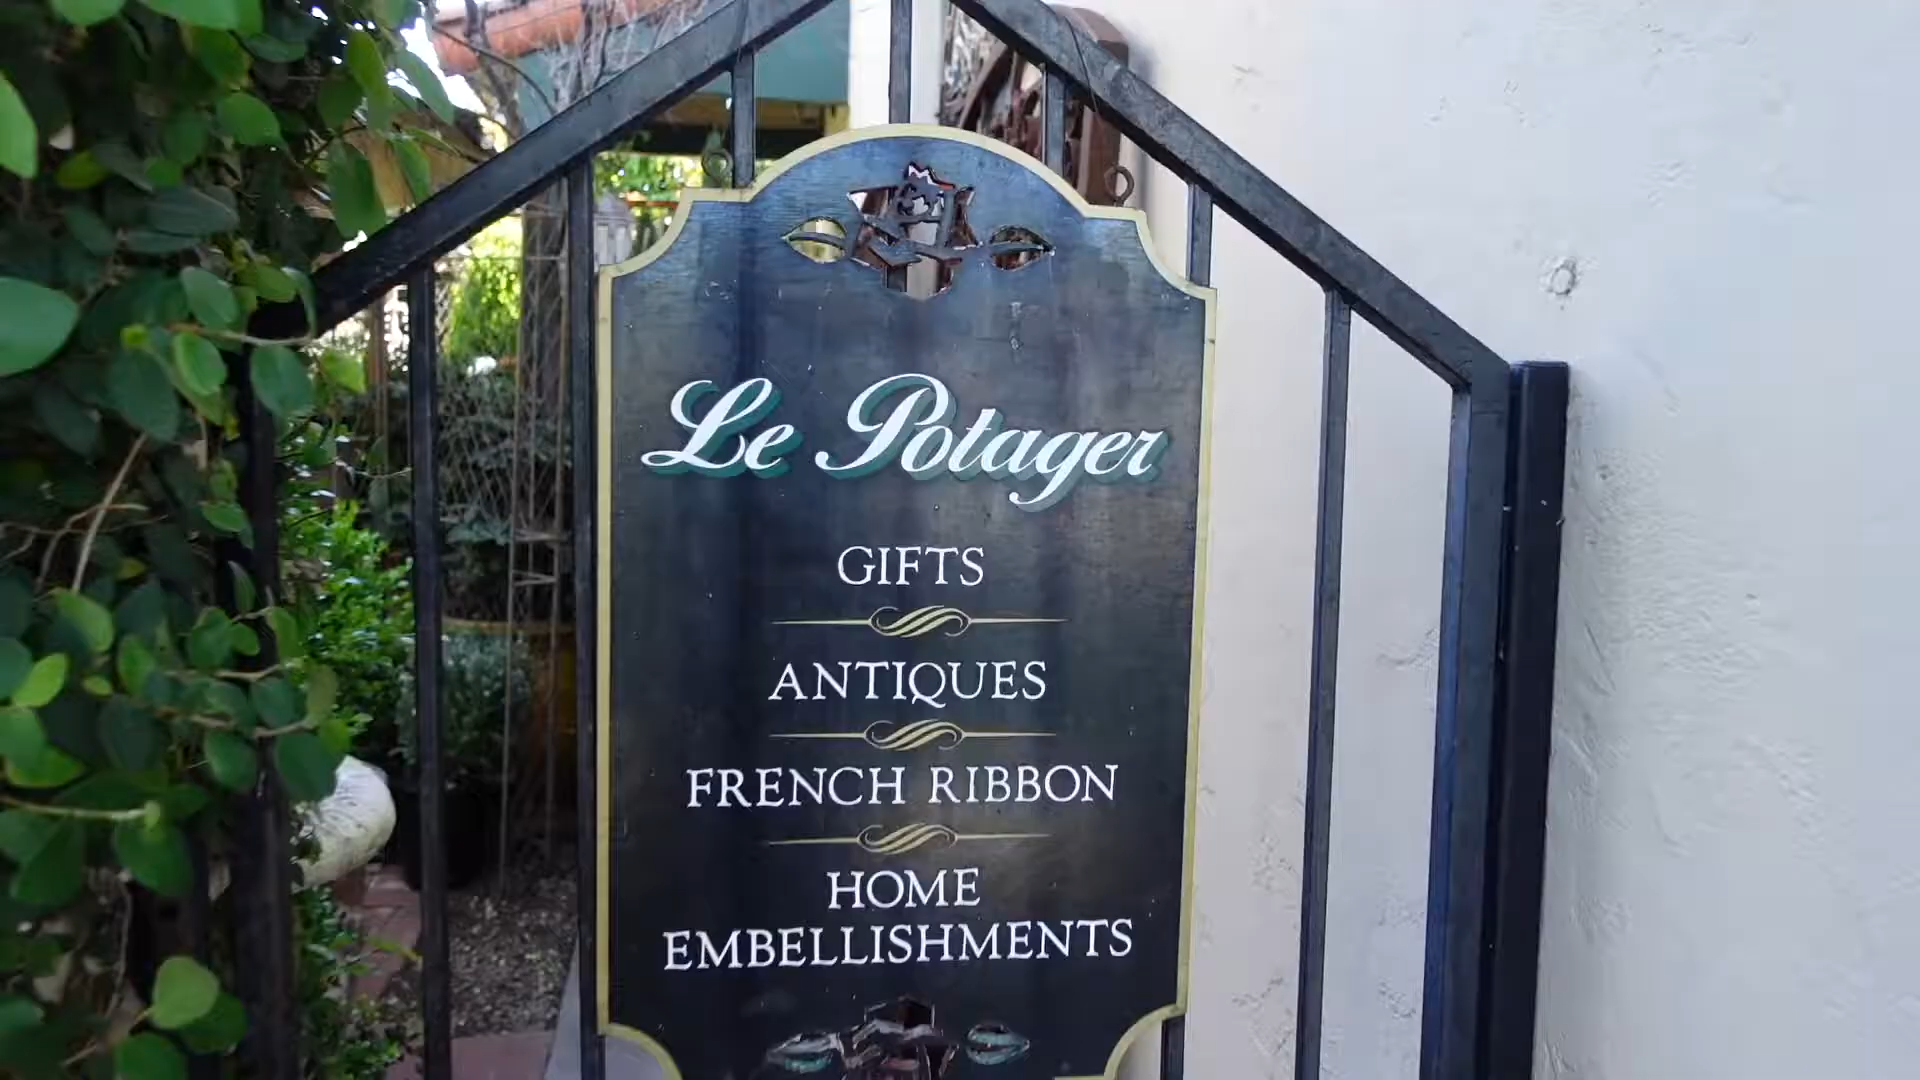 Le Potager
GIFTS
ANTIQUES
FRENCH RIBBON
HOME
EMBELLISHMENTS